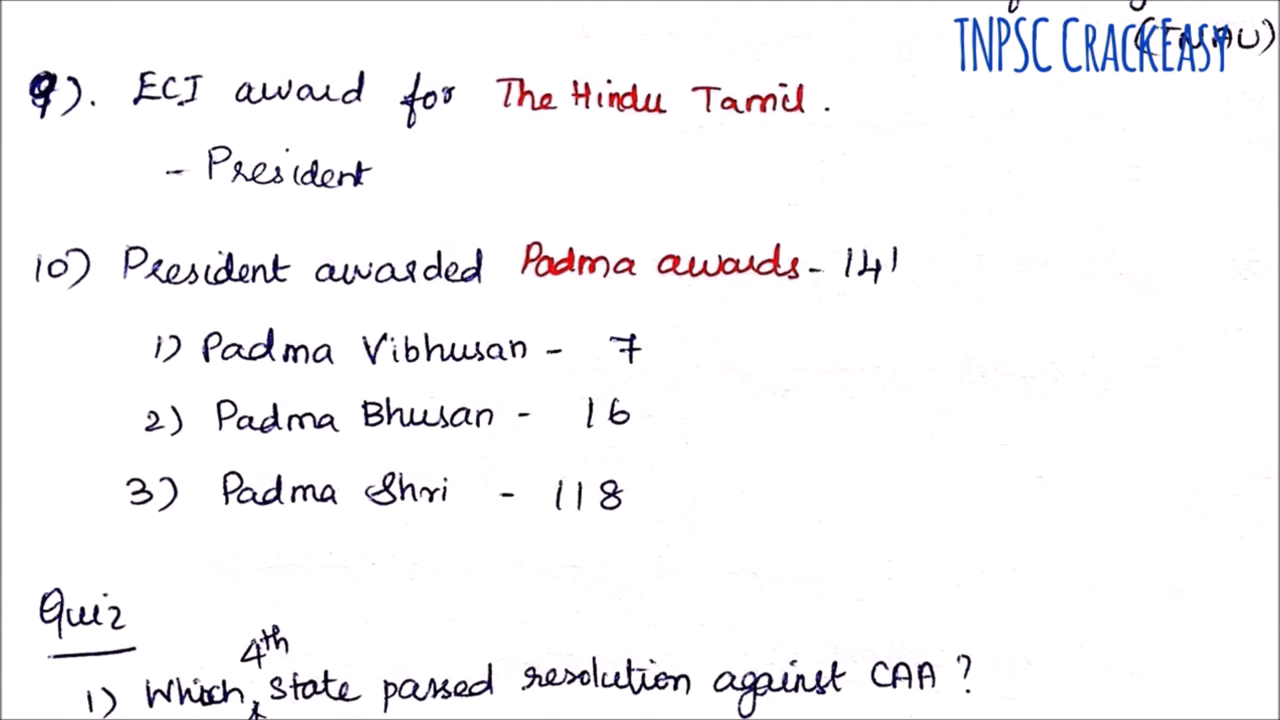 TNPSC CRACKEASY
9). ECI award for The Hindu Tamil.
- President
10) President awarded Padma awards - 141
1) Padma Vibhusan - 7
2) Padma Bhusan - 16
3) Padma Shri - 118
Quiz
4th
1) Which state passed resolution against CAA ?